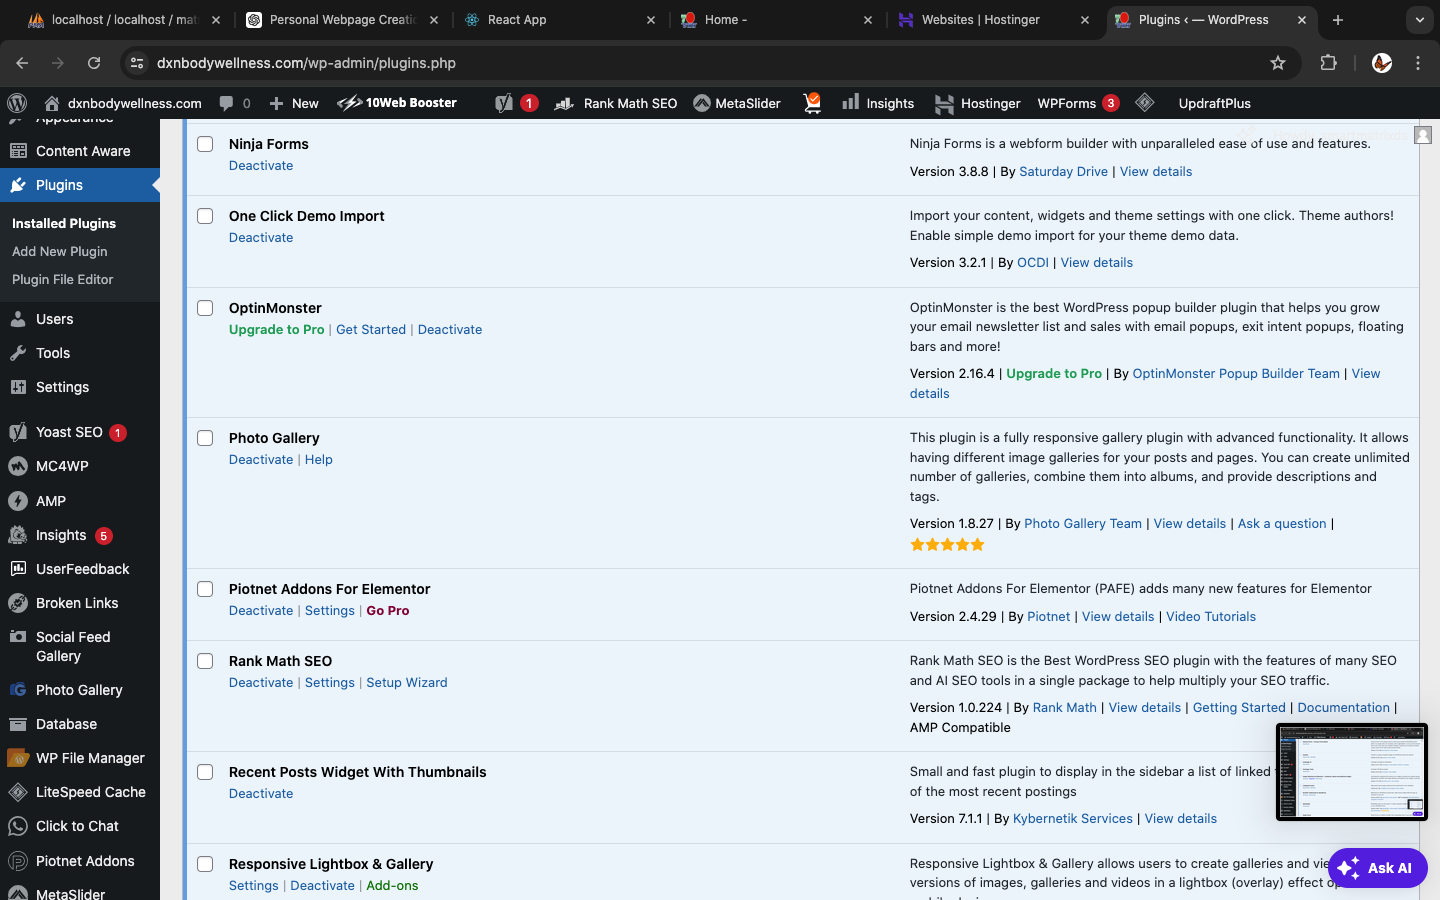 localhost / localhost / mat
Personal Webpage Creatio
React App
Home -
Websites | Hostinger
Plugins ‹ — WordPress
dxnbodywellness.com/wp-admin/plugins.php
dxnbodywellness.com
0
New
10Web Booster
1
Rank Math SEO
MetaSlider
Insights
Hostinger
WPForms 3
UpdraftPlus
Appearance
Content Aware
Plugins
Installed Plugins
Add New Plugin
Plugin File Editor
Users
Tools
Settings
Yoast SEO 1
MC4WP
AMP
Insights 5
UserFeedback
Broken Links
Social Feed
Gallery
Photo Gallery
Database
WP File Manager
LiteSpeed Cache
Click to Chat
Piotnet Addons
MetaSlider
Ninja Forms
Deactivate
Ninja Forms is a webform builder with unparalleled ease of use and features.
Version 3.8.8 | By Saturday Drive | View details
One Click Demo Import
Deactivate
Import your content, widgets and theme settings with one click. Theme authors!
Enable simple demo import for your theme demo data.
Version 3.2.1 | By OCDI | View details
OptinMonster
Upgrade to Pro | Get Started | Deactivate
OptinMonster is the best WordPress popup builder plugin that helps you grow
your email newsletter list and sales with email popups, exit intent popups, floating
bars and more!
Version 2.16.4 | Upgrade to Pro | By OptinMonster Popup Builder Team | View
details
Photo Gallery
Deactivate | Help
This plugin is a fully responsive gallery plugin with advanced functionality. It allows
having different image galleries for your posts and pages. You can create unlimited
number of galleries, combine them into albums, and provide descriptions and
tags.
Version 1.8.27 | By Photo Gallery Team | View details | Ask a question |
Piotnet Addons For Elementor
Deactivate | Settings | Go Pro
Piotnet Addons For Elementor (PAFE) adds many new features for Elementor
Version 2.4.29 | By Piotnet | View details | Video Tutorials
Rank Math SEO
Deactivate | Settings | Setup Wizard
Rank Math SEO is the Best WordPress SEO plugin with the features of many SEO
and AI SEO tools in a single package to help multiply your SEO traffic.
Version 1.0.224 | By Rank Math | View details | Getting Started | Documentation |
AMP Compatible
Recent Posts Widget With Thumbnails
Deactivate
Small and fast plugin to display in the sidebar a list of linked
of the most recent postings
Version 7.1.1 | By Kybernetik Services | View details
Responsive Lightbox & Gallery
Settings | Deactivate | Add-ons
Responsive Lightbox & Gallery allows users to create galleries and
versions of images, galleries and videos in a lightbox (overlay) effect
Ask AI